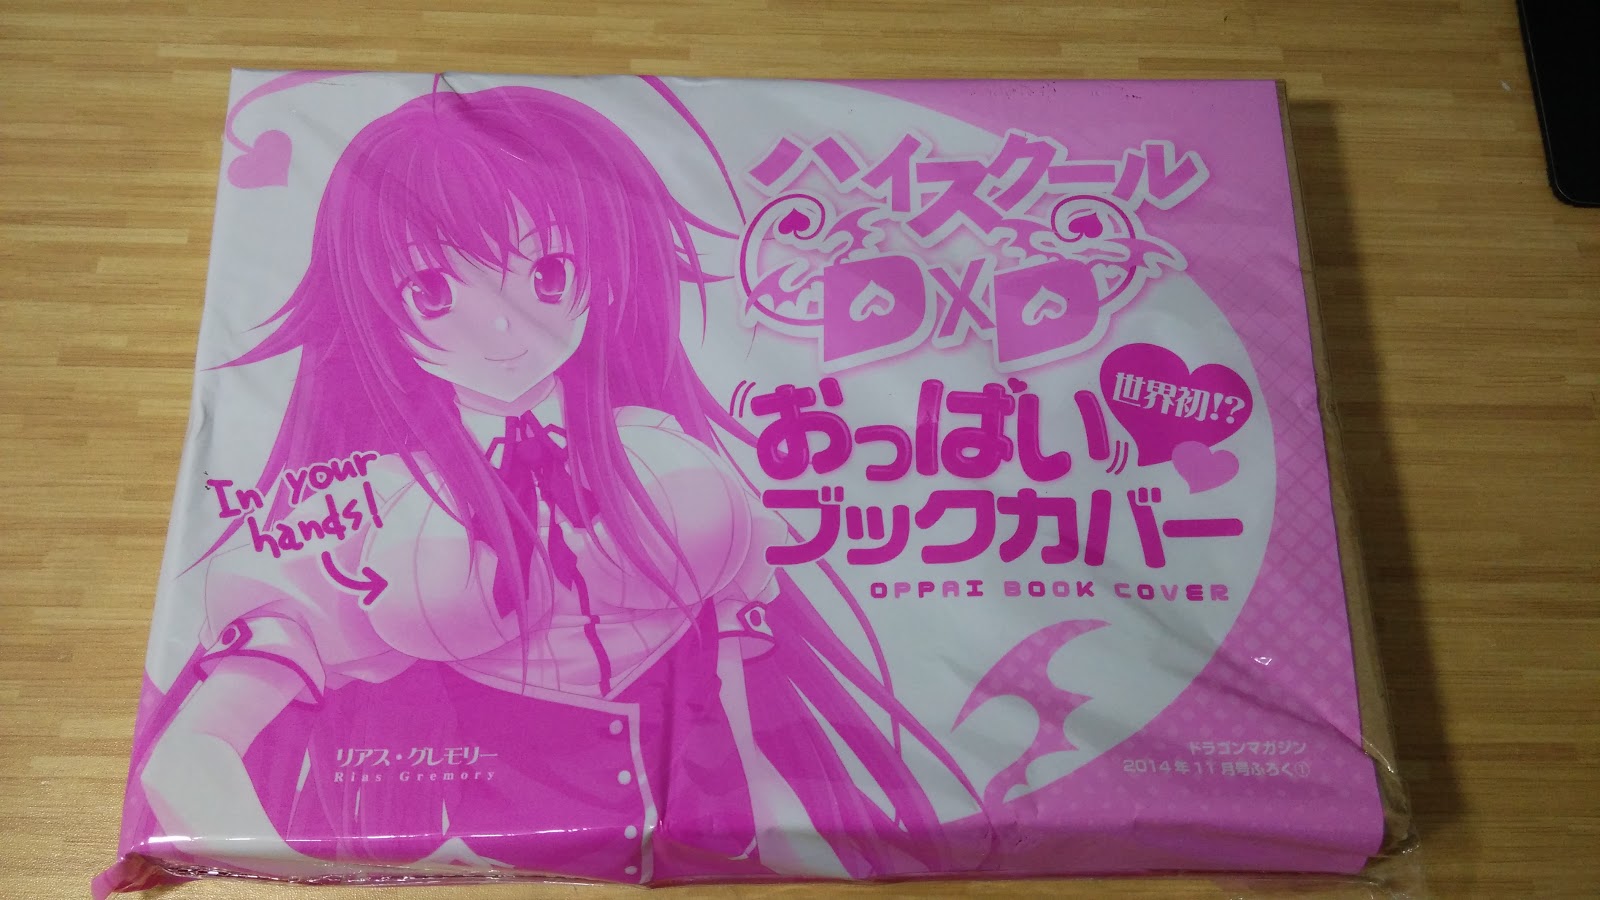 ハイスクール
D×D
世界初!?
おっぱい
ブックカバー
OPPAI BOOK COVER
In your
hands!
リアス・グレモリー
Rias Gremory
ドラゴンマガジン
2014年11月号ふろく①